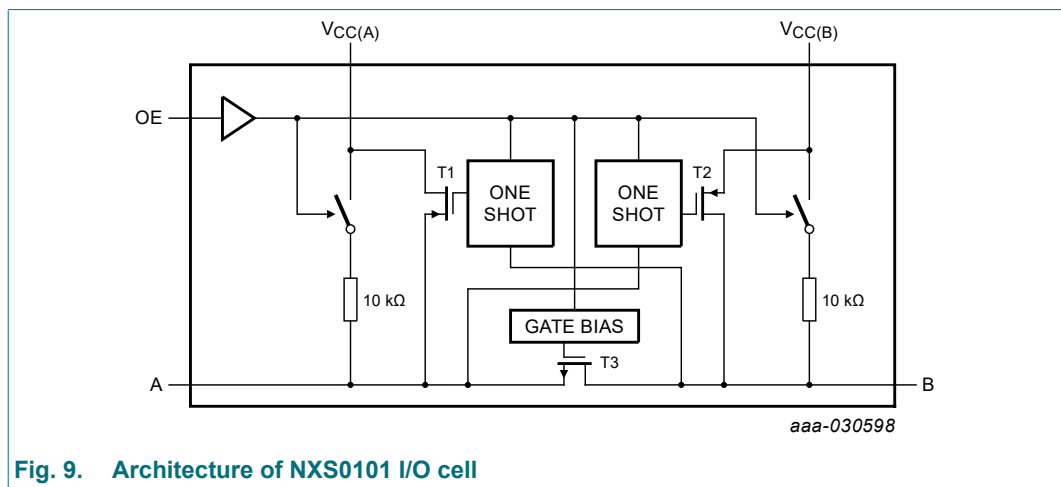 VCC(A) VCC(B)
OE
T1
ONE
SHOT
ONE
SHOT
T2
10 kΩ
10 kΩ
GATE BIAS
T3
A
B
aaa-030598
Fig. 9. Architecture of NXS0101 I/O cell